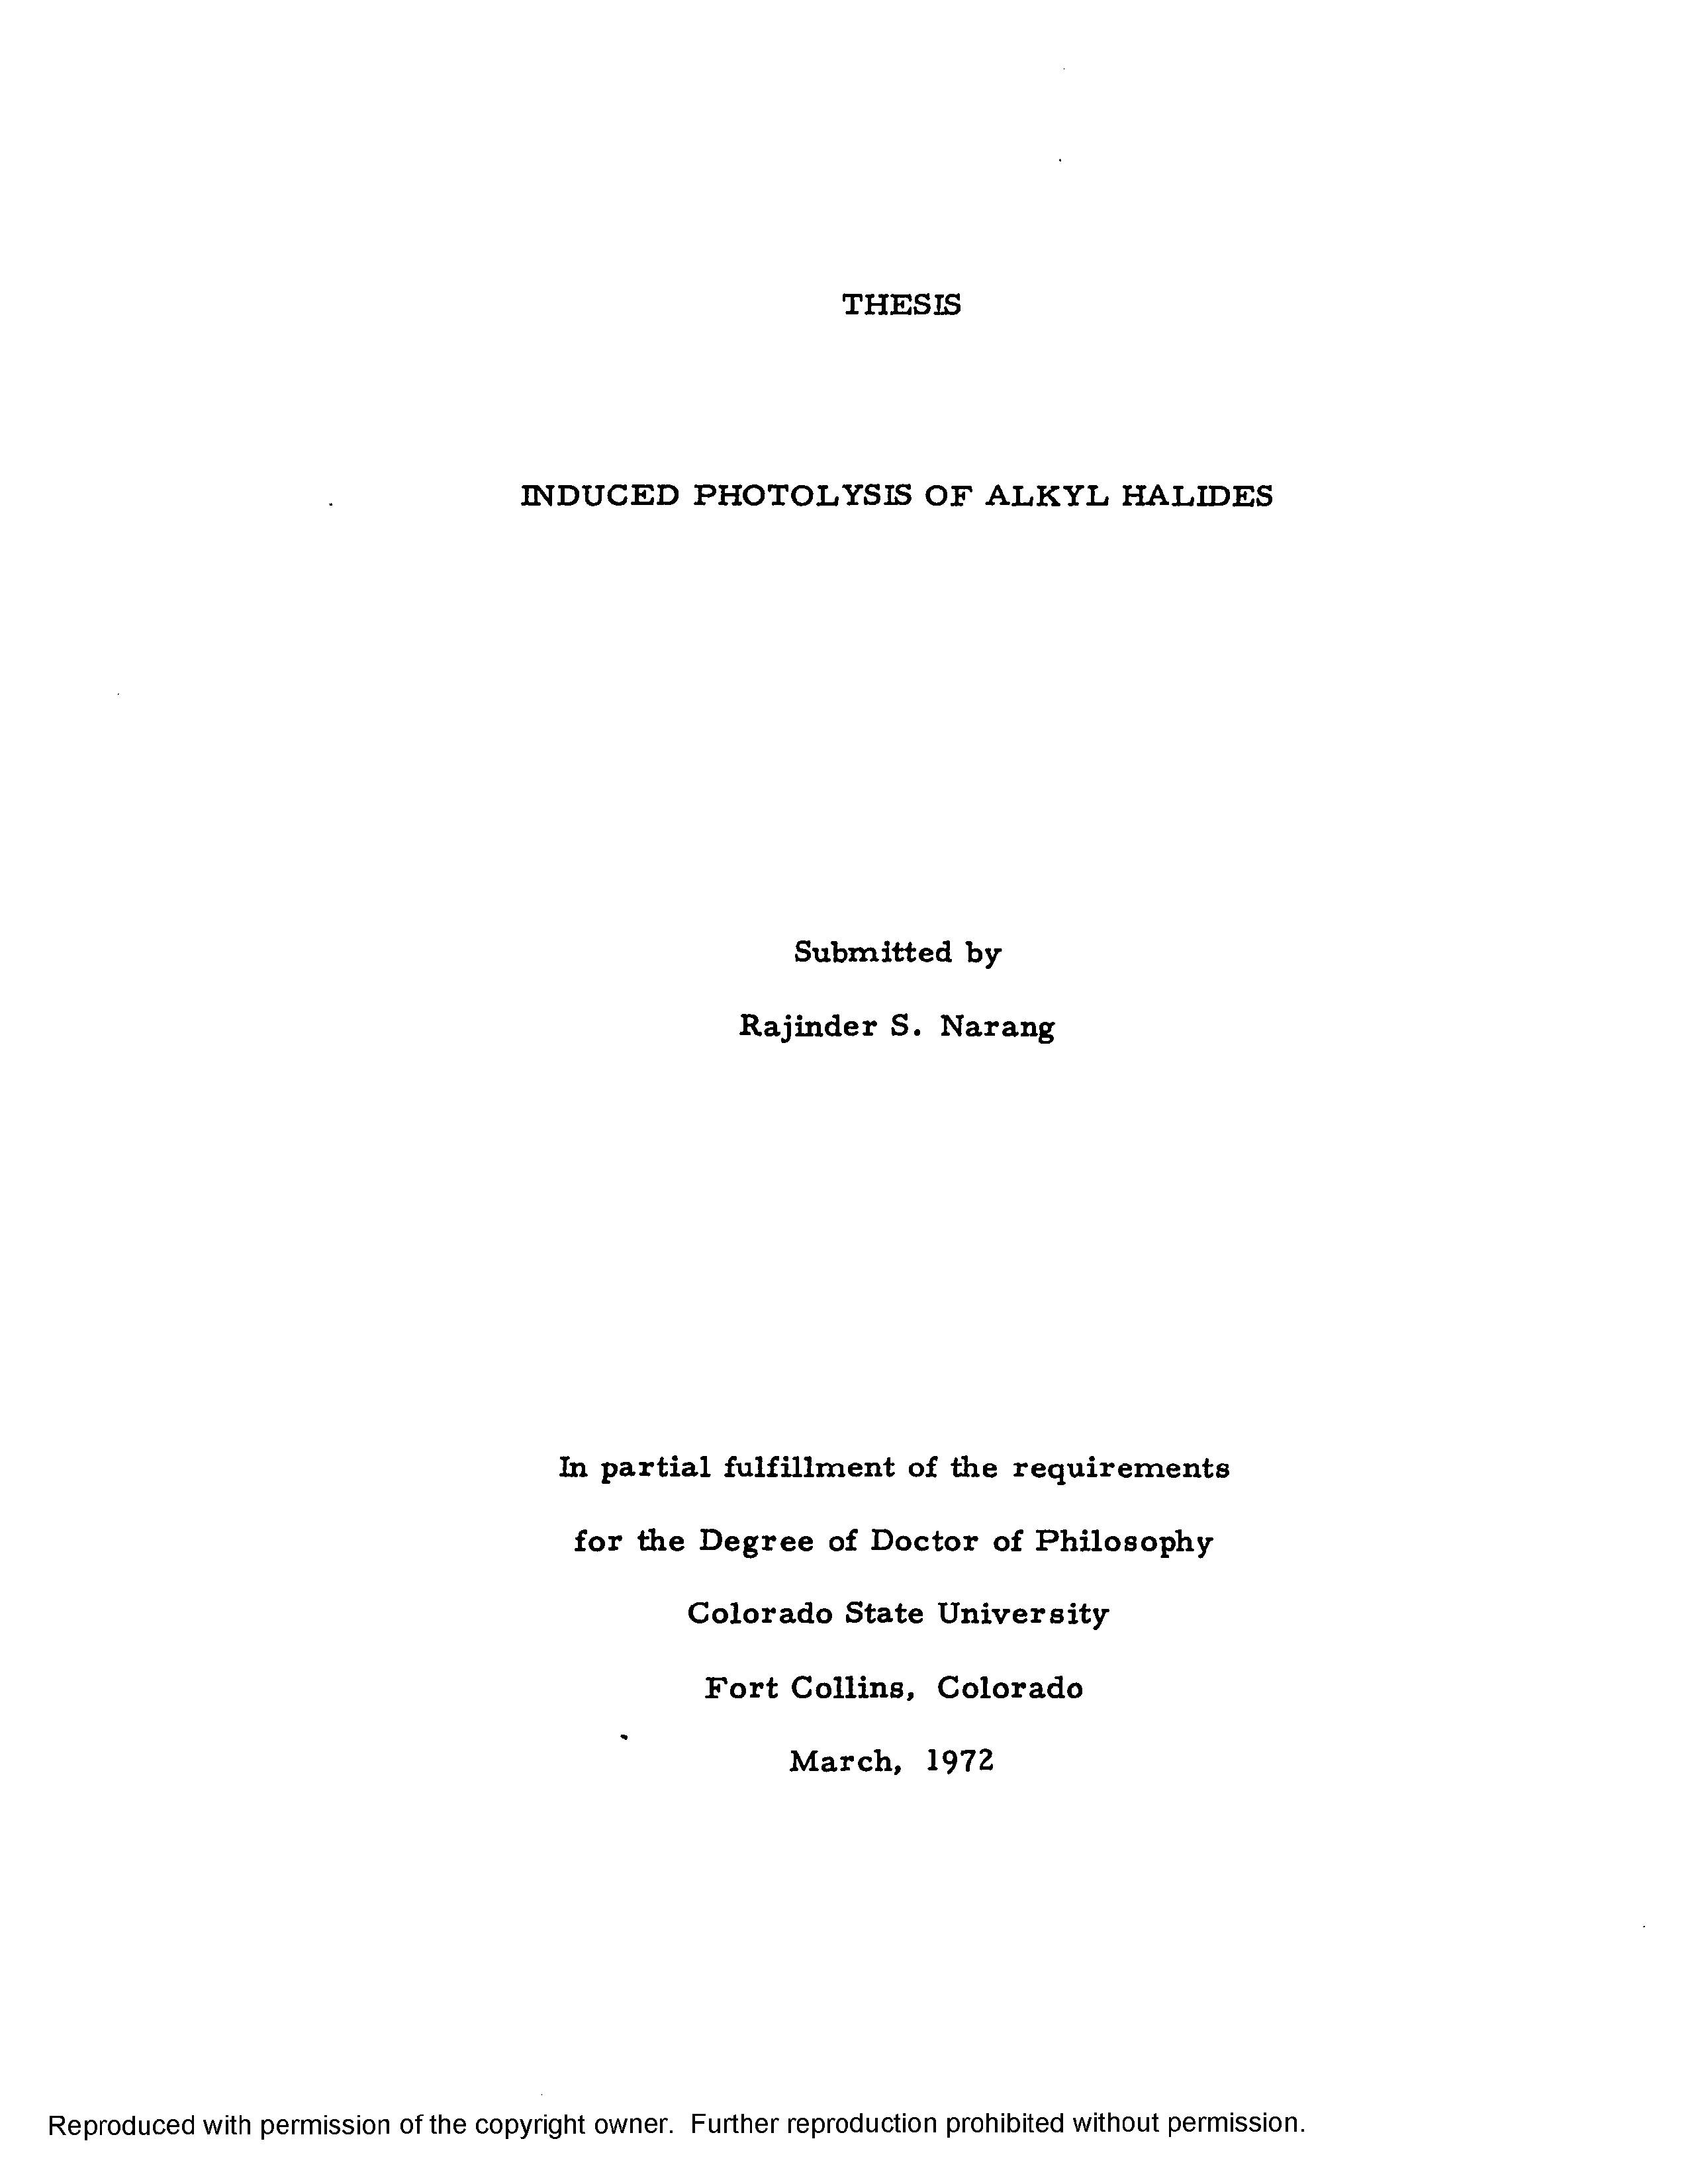 THESIS
INDUCED PHOTOLYSIS OF ALKYL HALIDES
Submitted by
Rajinder S. Narang
In partial fulfillment of the requirements
for the Degree of Doctor of Philosophy
Colorado State University
Fort Collins, Colorado
March, 1972
Reproduced with permission of the copyright owner. Further reproduction prohibited without permission.